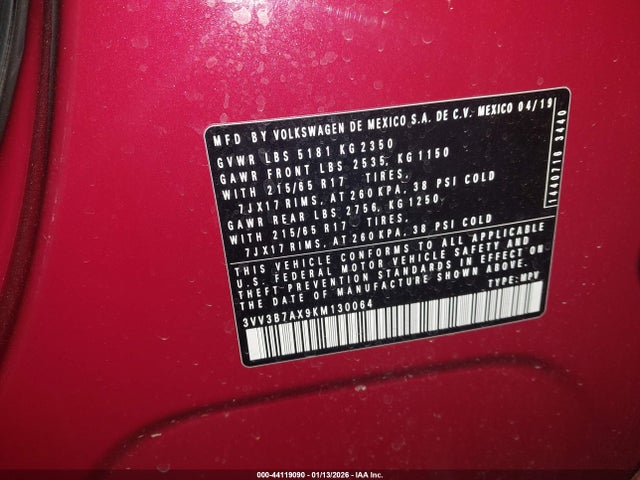 MFD BY VOLKSWAGEN DE MEXICO S.A. DE C.V. MEXICO 04/19
GVWR LBS 5181 KG 2350
GAWR FRONT LBS 2535, KG 1150
WITH 215/65 R17 TIRES.
7JX17 RIMS, AT 260 KPA, 38 PSI COLD
GAWR REAR LBS 2756, KG 1250
WITH 215/65 R17 TIRES.
7JX17 RIMS, AT 260 KPA, 38 PSI COLD
THIS VEHICLE CONFORMS TO ALL APPLICABLE
U.S. FEDERAL MOTOR VEHICLE SAFETY AND
THEFT PREVENTION STANDARDS IN EFFECT ON
THE DATE OF MANUFACTURE SHOWN ABOVE.
3VV3B7AX9KM130064 TYPE: MPV
1440710 3440
000-44119090 - 01/13/2026 - IAA Inc.